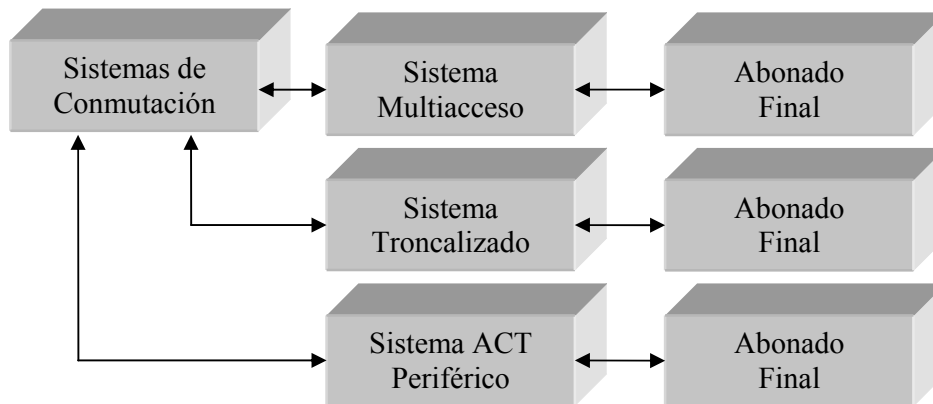 Sistemas de
Conmutación
Sistema
Multiacceso
Abonado
Final
Sistema
Troncalizado
Abonado
Final
Sistema ACT
Periférico
Abonado
Final